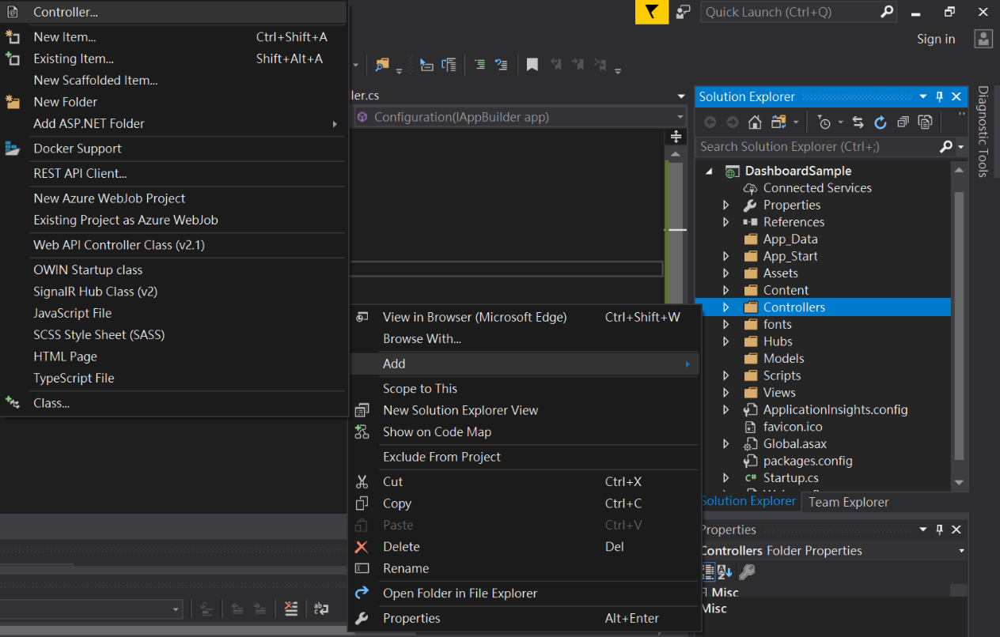 Controller...
New Item... Ctrl+Shift+A
Existing Item... Shift+Alt+A
New Scaffolded Item...
New Folder
Add ASP.NET Folder
Docker Support
REST API Client...
New Azure WebJob Project
Existing Project as Azure WebJob
Web API Controller Class (v2.1)
OWIN Startup class
SignalR Hub Class (v2)
JavaScript File
SCSS Style Sheet (SASS)
HTML Page
TypeScript File
Class...
Quick Launch (Ctrl+Q)
Sign in
ler.cs
Configuration(IAppBuilder app)
View in Browser (Microsoft Edge) Ctrl+Shift+W
Browse With...
Add
Scope to This
New Solution Explorer View
Show on Code Map
Exclude From Project
Cut Ctrl+X
Copy Ctrl+C
Paste Ctrl+V
Delete Del
Rename
Open Folder in File Explorer
Properties Alt+Enter
Solution Explorer
Search Solution Explorer (Ctrl+;)
DashboardSample
Connected Services
Properties
References
App_Data
App_Start
Assets
Content
Controllers
fonts
Hubs
Models
Scripts
Views
ApplicationInsights.config
favicon.ico
Global.asax
packages.config
Startup.cs
Solution Explorer Team Explorer
Properties
Controllers Folder Properties
Misc
Misc
Diagnostic Tools